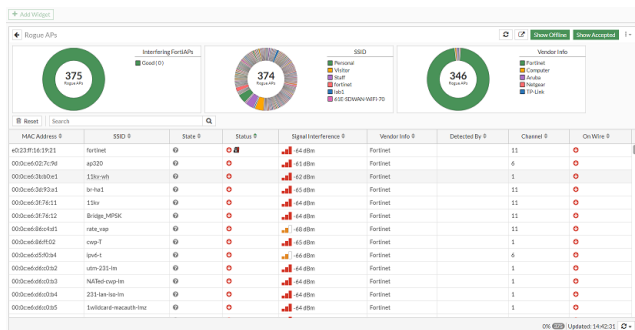 + Add Widget
Rogue APs
Show Offline
Show Accepted
Interfering FortiAPs
375
Rogue APs
Good ( 0 )
SSID
374
Rogue APs
Personal
Visitor
Staff
fortinet
lab1
61E-SDWAN-WIFI-70
Vendor Info
346
Rogue APs
Fortinet
Computer
Aruba
Netgear
TP-Link
Reset
Search
MAC Address SSID State Status Signal Interference Vendor Info Detected By Channel On Wire
e0:23:ff:16:19:21 fortinet -64 dBm Fortinet 11
00:0c:e6:02:7c:9d ap320 -61 dBm Fortinet 6
00:0c:e6:3b:b0:e1 11kv-wh -62 dBm Fortinet 1
00:0c:e6:3d:93:a1 br-ha1 -65 dBm Fortinet 11
00:0c:e6:3f:76:11 11kv -64 dBm Fortinet 11
00:0c:e6:3f:76:12 Bridge_MPSK -64 dBm Fortinet 11
00:0c:e6:86:c4:d1 rate_vap -68 dBm Fortinet 11
00:0c:e6:86:ff:02 cwp-T -65 dBm Fortinet 1
00:0c:e6:d5:f0:b4 ipv6-t -66 dBm Fortinet 6
00:0c:e6:d6:c0:b2 utm-231-lm -64 dBm Fortinet 1
00:0c:e6:d6:c0:b3 NATed-cwp-lm -64 dBm Fortinet 1
00:0c:e6:d6:c0:b4 231-lan-iso-lm -64 dBm Fortinet 1
00:0c:e6:d6:c0:b5 1wildcard-macauth-lmz -64 dBm Fortinet 1
0% Updated: 14:42:31